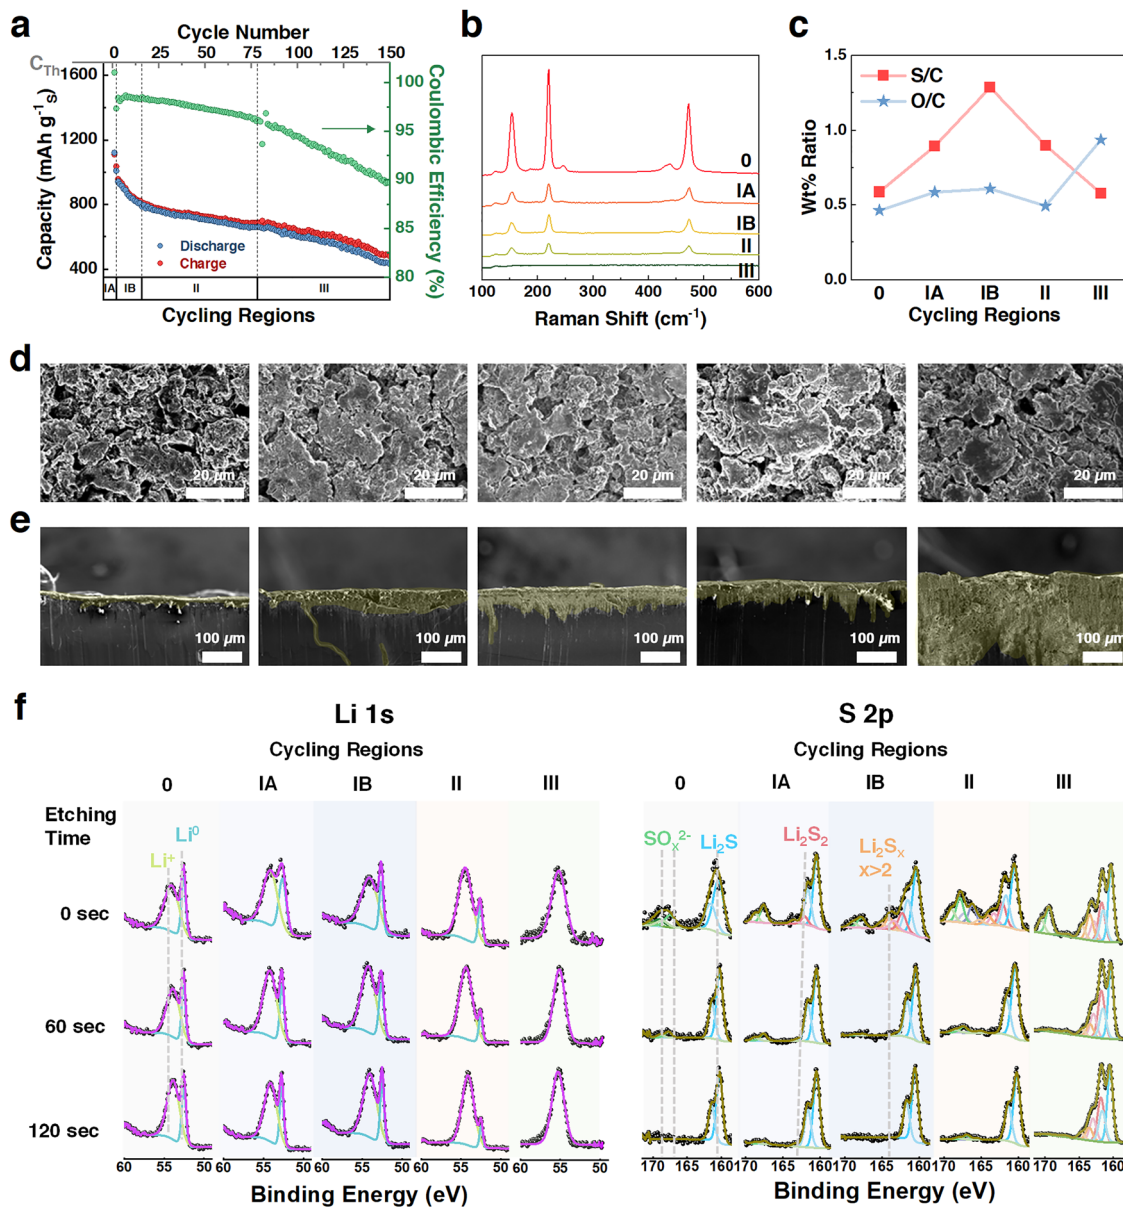 a
Cycle Number
0 25 50 75 100 125 150
C_Th
1600
1200
800
400
Capacity (mAh g⁻¹ₛ)
100
95
90
85
80
Coulombic Efficiency (%)
Discharge
Charge
IA IB II III
Cycling Regions
b
0
IA
IB
II
III
100 200 300 400 500 600
Raman Shift (cm⁻¹)
c
1.5
1.0
0.5
0.0
Wt% Ratio
S/C
O/C
0 IA IB II III
Cycling Regions
d
20 µm 20 µm 20 µm 20 µm 20 µm
e
100 µm 100 µm 100 µm 100 µm 100 µm
f
Li 1s
Cycling Regions
0 IA IB II III
Etching
Time
Li⁺
Li⁰
0 sec
60 sec
120 sec
60 55 50 55 50 55 50 55 50 55 50
Binding Energy (eV)
S 2p
Cycling Regions
0 IA IB II III
SOₓ²⁻
Li₂S
Li₂S₂
Li₂Sₓ
x>2
170 165 160 170 165 160 170 165 160 170 165 160 170 165 160
Binding Energy (eV)